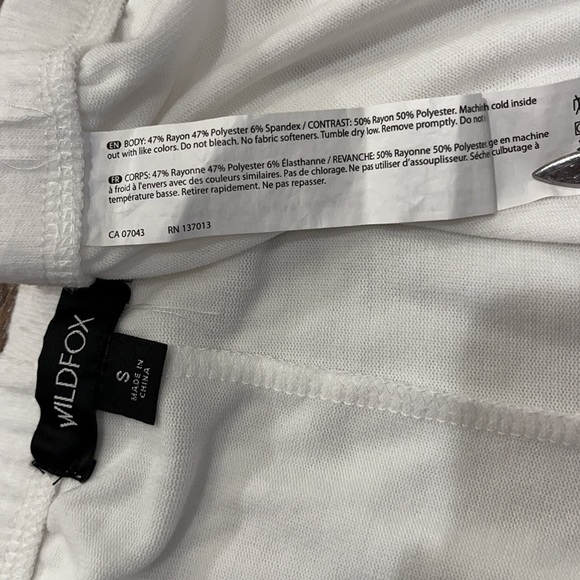 EN BODY: 47% Rayon 47% Polyester 6% Spandex / CONTRAST: 50% Rayon 50% Polyester. Machin cold inside
out with like colors. Do not bleach. No fabric softeners. Tumble dry low. Remove promptly. Do not
FR CORPS: 47% Rayonne 47% Polyester 6% Élasthanne / REVANCHE: 50% Rayonne 50% Polyester ge en machine
à froid à l'envers avec des couleurs similaires. Pas de chlorage. Ne pas utiliser d'assouplisseur. Séche culbutage à
température basse. Retirer rapidement. Ne pas repasser.
CA 07043 RN 137013
WILDFOX
S
MADE IN
CHINA